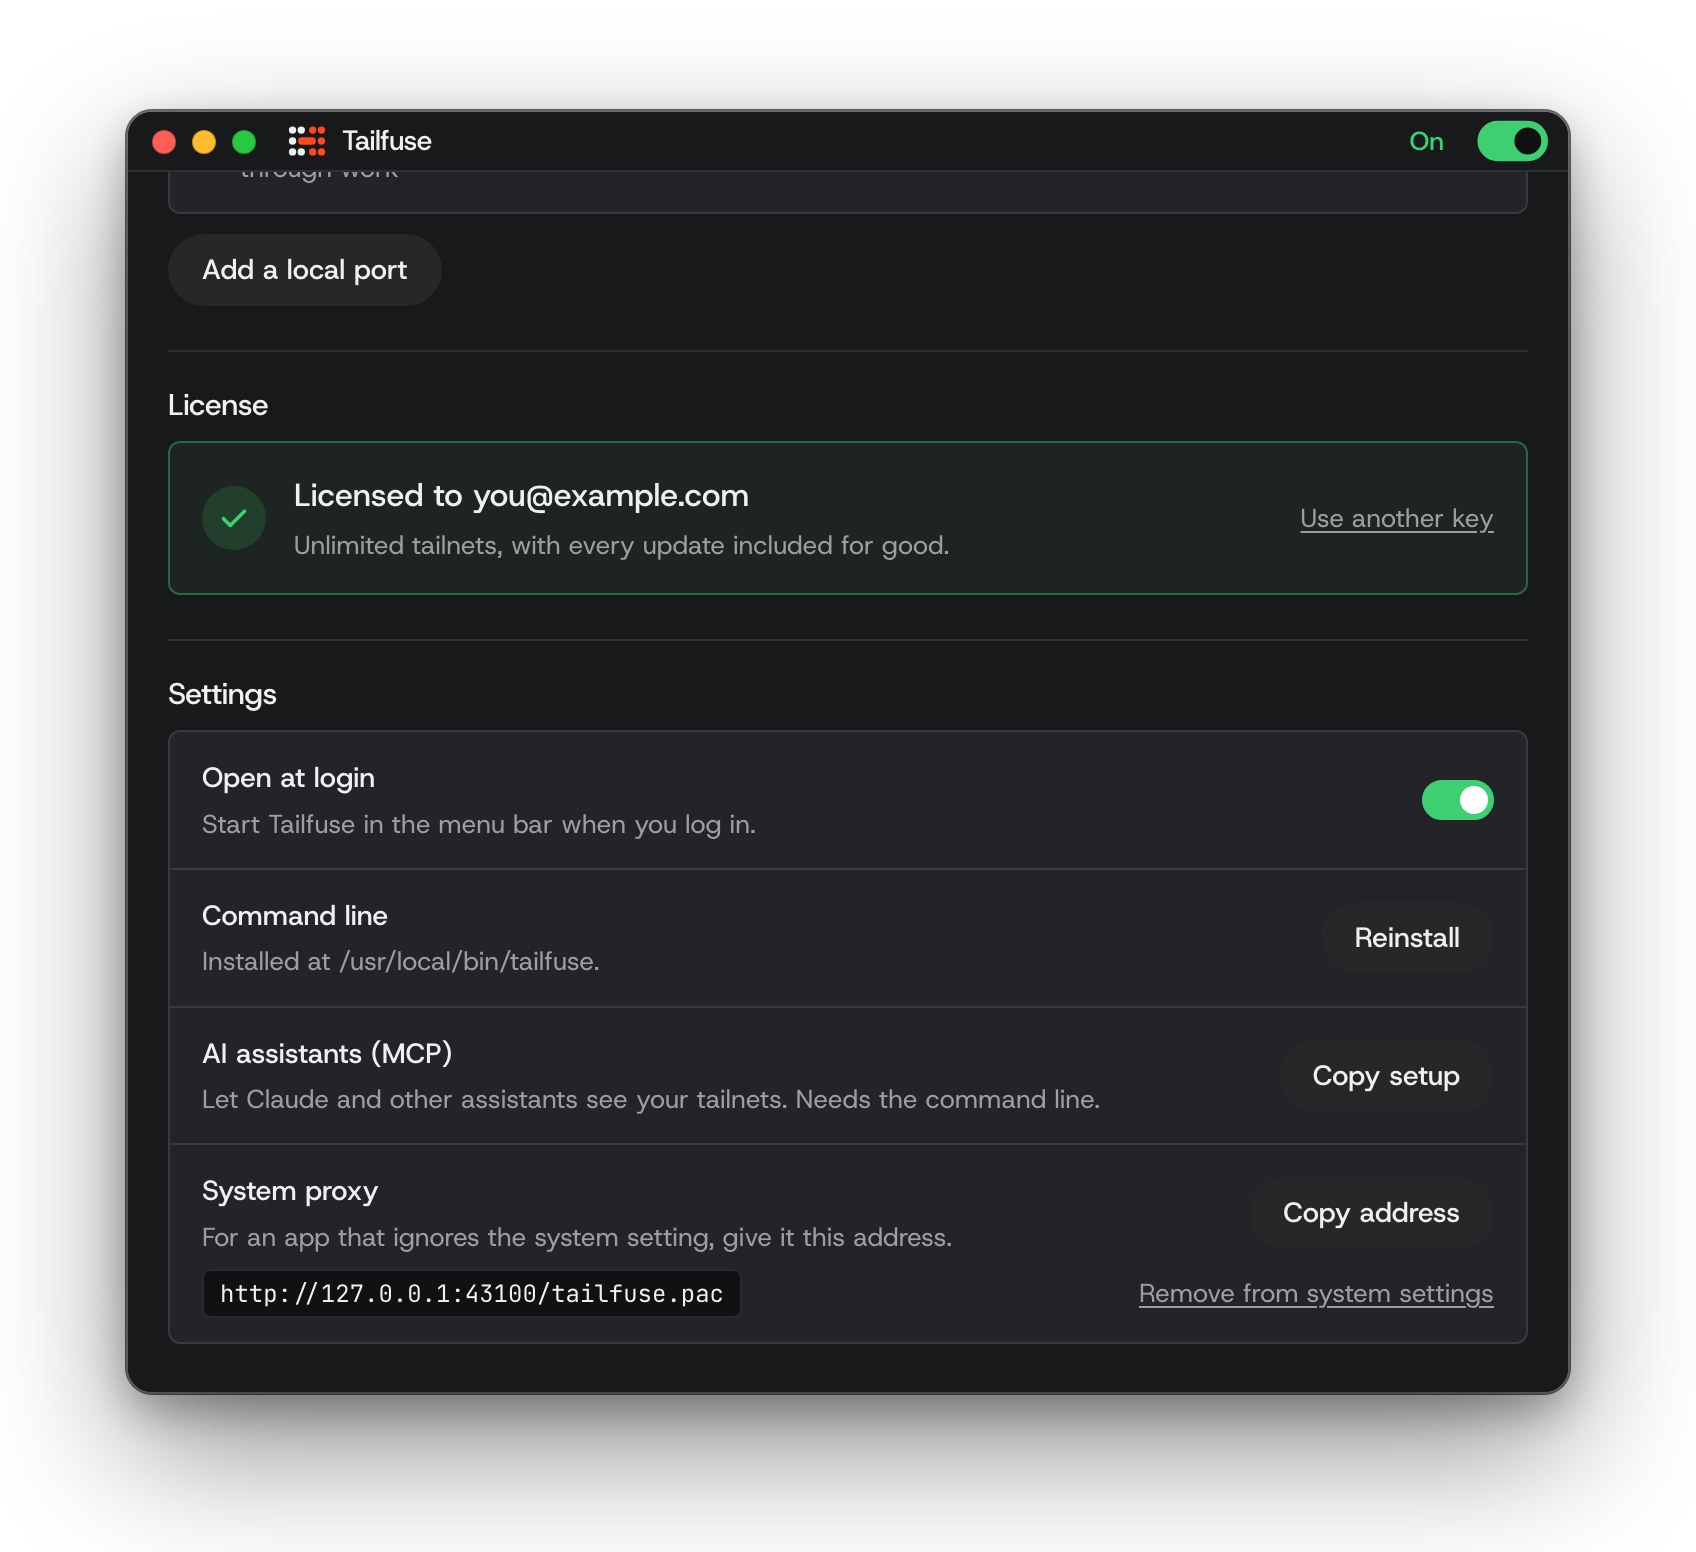 Tailfuse
On
through work
Add a local port
License
Licensed to you@example.com
Unlimited tailnets, with every update included for good.
Use another key
Settings
Open at login
Start Tailfuse in the menu bar when you log in.
Command line
Installed at /usr/local/bin/tailfuse.
Reinstall
AI assistants (MCP)
Let Claude and other assistants see your tailnets. Needs the command line.
Copy setup
System proxy
For an app that ignores the system setting, give it this address.
Copy address
http://127.0.0.1:43100/tailfuse.pac
Remove from system settings